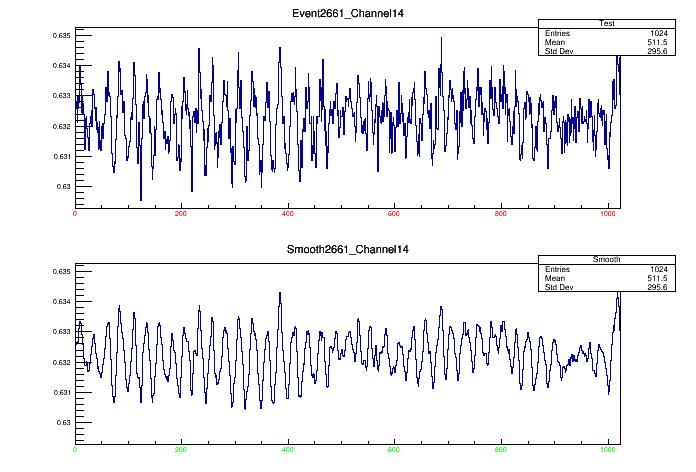 Event2661_Channel14
Test
Entries 1024
Mean 511.5
Std Dev 295.6
0.635
0.634
0.633
0.632
0.631
0.63
0 200 400 600 800 1000
Smooth2661_Channel14
Smooth
Entries 1024
Mean 511.5
Std Dev 295.6
0.635
0.634
0.633
0.632
0.631
0.63
0 200 400 600 800 1000